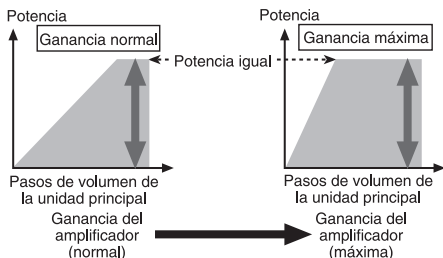 Potencia
Ganancia normal
Potencia igual
Potencia
Ganancia máxima
Pasos de volumen de
la unidad principal
Pasos de volumen de
la unidad principal
Ganancia del
amplificador
(normal)
Ganancia del
amplificador
(máxima)